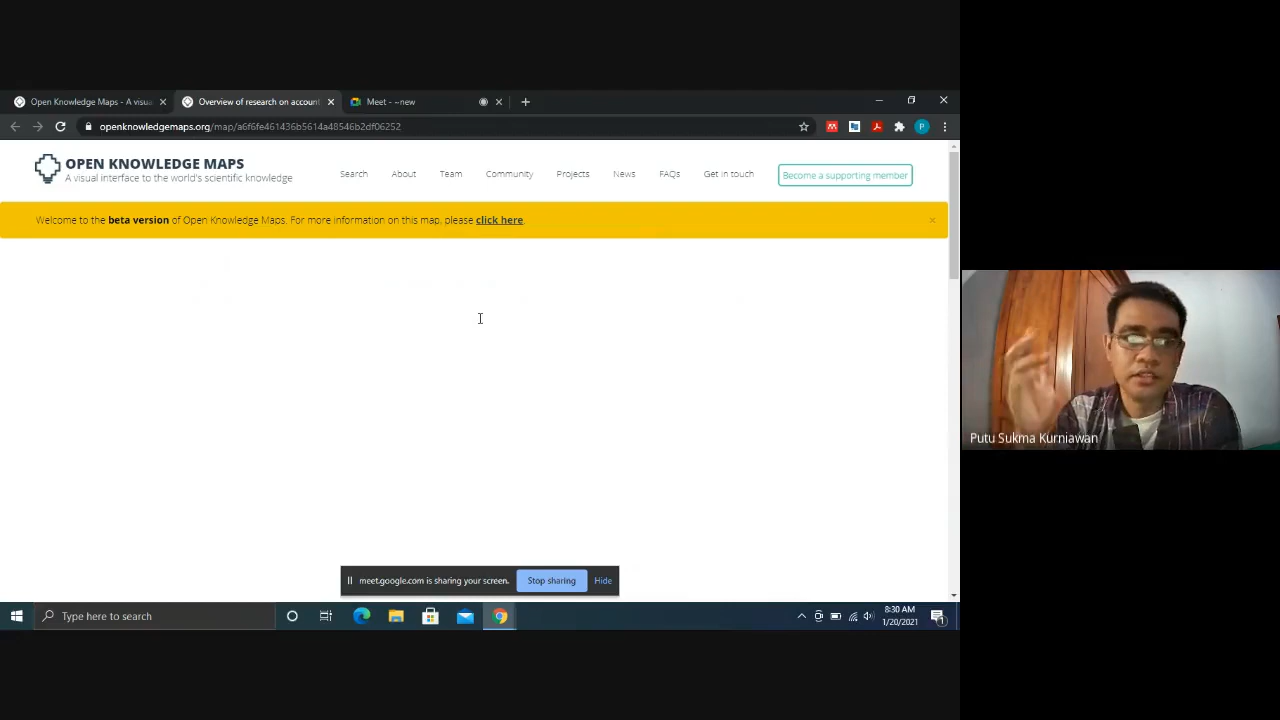 Open Knowledge Maps - A visua
Overview of research on account
Meet - ~new
openknowledgemaps.org/map/a6f6fe461436b5614a48546b2df06252
P
OPEN KNOWLEDGE MAPS
A visual interface to the world's scientific knowledge
Search
About
Team
Community
Projects
News
FAQs
Get in touch
Become a supporting member
Welcome to the beta version of Open Knowledge Maps. For more information on this map, please click here.
Putu Sukma Kurniawan
meet.google.com is sharing your screen.
Stop sharing
Hide
Type here to search
8:30 AM
1/20/2021
1